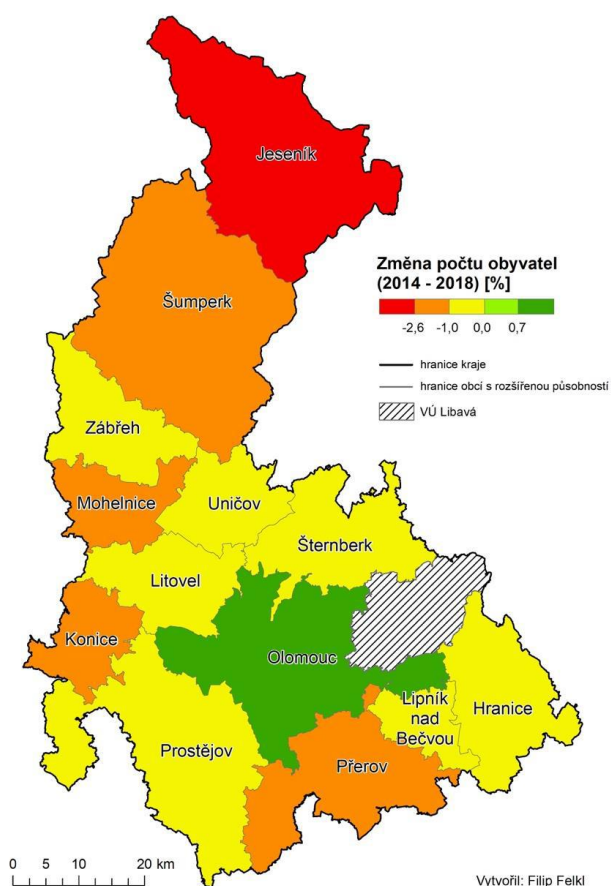 Jeseník
Šumperk
Změna počtu obyvatel
(2014 - 2018) [%]
-2,6 -1,0 0,0 0,7
hranice kraje
hranice obcí s rozšířenou působností
VÚ Libavá
Zábřeh
Mohelnice
Uničov
Šternberk
Litovel
Konice
Olomouc
Lipník
nad
Bečvou
Hranice
Prostějov
Přerov
0 5 10 20 km
Vytvořil: Filip Felkl